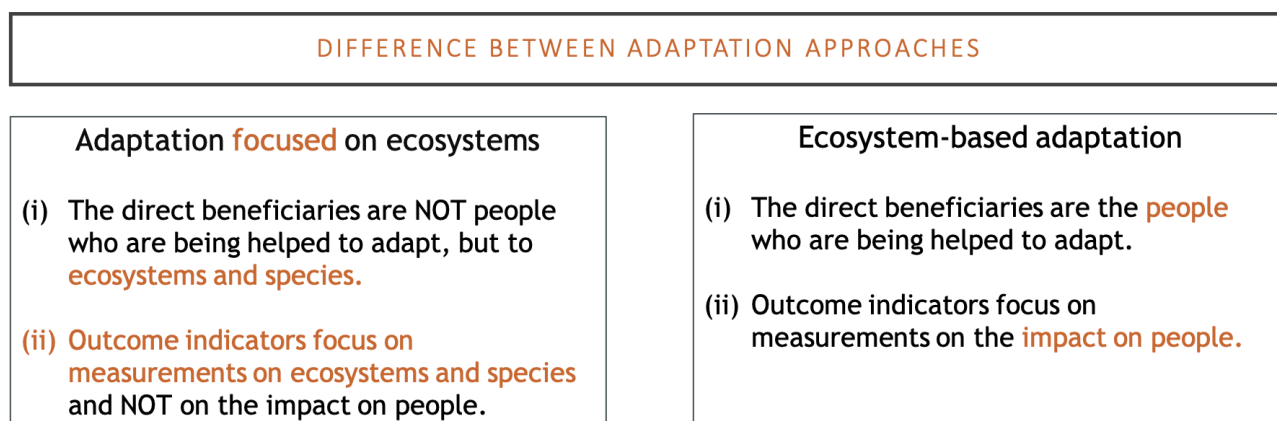 DIFFERENCE BETWEEN ADAPTATION APPROACHES
Adaptation focused on ecosystems
(i) The direct beneficiaries are NOT people
who are being helped to adapt, but to
ecosystems and species.
(ii) Outcome indicators focus on
measurements on ecosystems and species
and NOT on the impact on people.
Ecosystem-based adaptation
(i) The direct beneficiaries are the people
who are being helped to adapt.
(ii) Outcome indicators focus on
measurements on the impact on people.